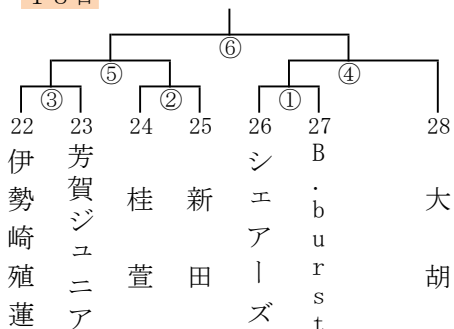 ⑥
⑤ ④
③ ② ①
22 23 24 25 26 27 28
伊勢崎殖蓮
芳賀ジュニア
桂萱
新田
シェアーズ
B.burst
大胡